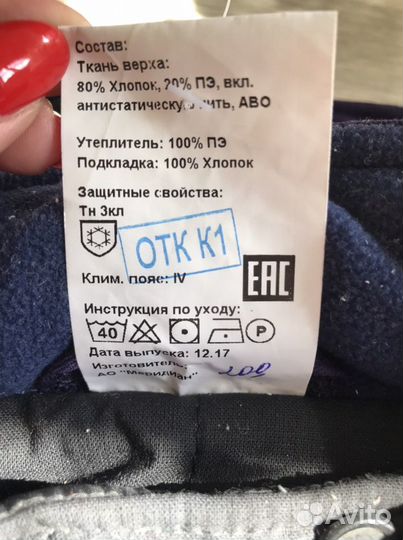 Состав:
Ткань верха:
80% Хлопок, 20% ПЭ, вкл.
антистатическую нить, АВО
Утеплитель: 100% ПЭ
Подкладка: 100% Хлопок
Защитные свойства:
Тн 3кл
ОТК К1
Клим. пояс: IV
ЕАС
Инструкция по уходу:
40 P
Дата выпуска: 12.17
Изготовитель:
АО "Меридиан"
200
Avito